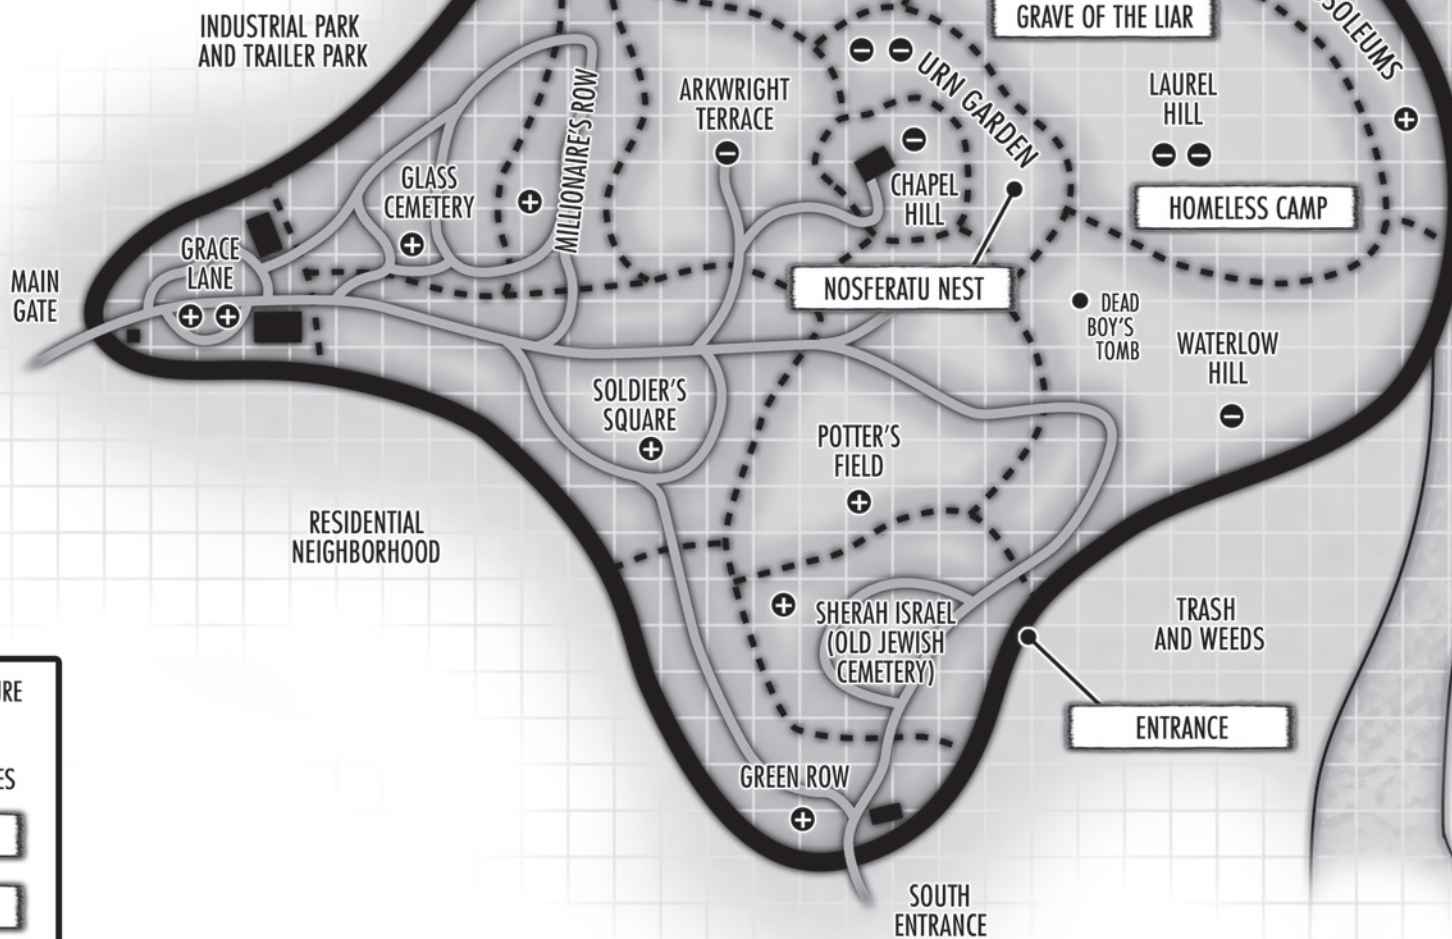 INDUSTRIAL PARK
AND TRAILER PARK
GRAVE OF THE LIAR
SOLEUMS
ARKWRIGHT
TERRACE
MILLIONAIRE'S ROW
URN GARDEN
LAUREL
HILL
GLASS
CEMETERY
CHAPEL
HILL
HOMELESS CAMP
GRACE
LANE
MAIN
GATE
NOSFERATU NEST
DEAD
BOY'S
TOMB
WATERLOW
HILL
SOLDIER'S
SQUARE
POTTER'S
FIELD
RESIDENTIAL
NEIGHBORHOOD
SHERAH ISRAEL
(OLD JEWISH
CEMETERY)
TRASH
AND WEEDS
URE
ENTRANCE
ES
GREEN ROW
SOUTH
ENTRANCE